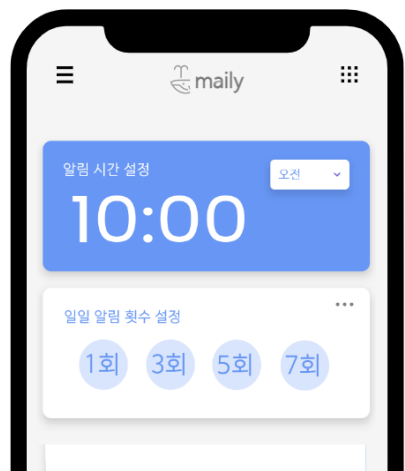 maily
알림 시간 설정
오전
10:00
일일 알림 횟수 설정
1회 3회 5회 7회